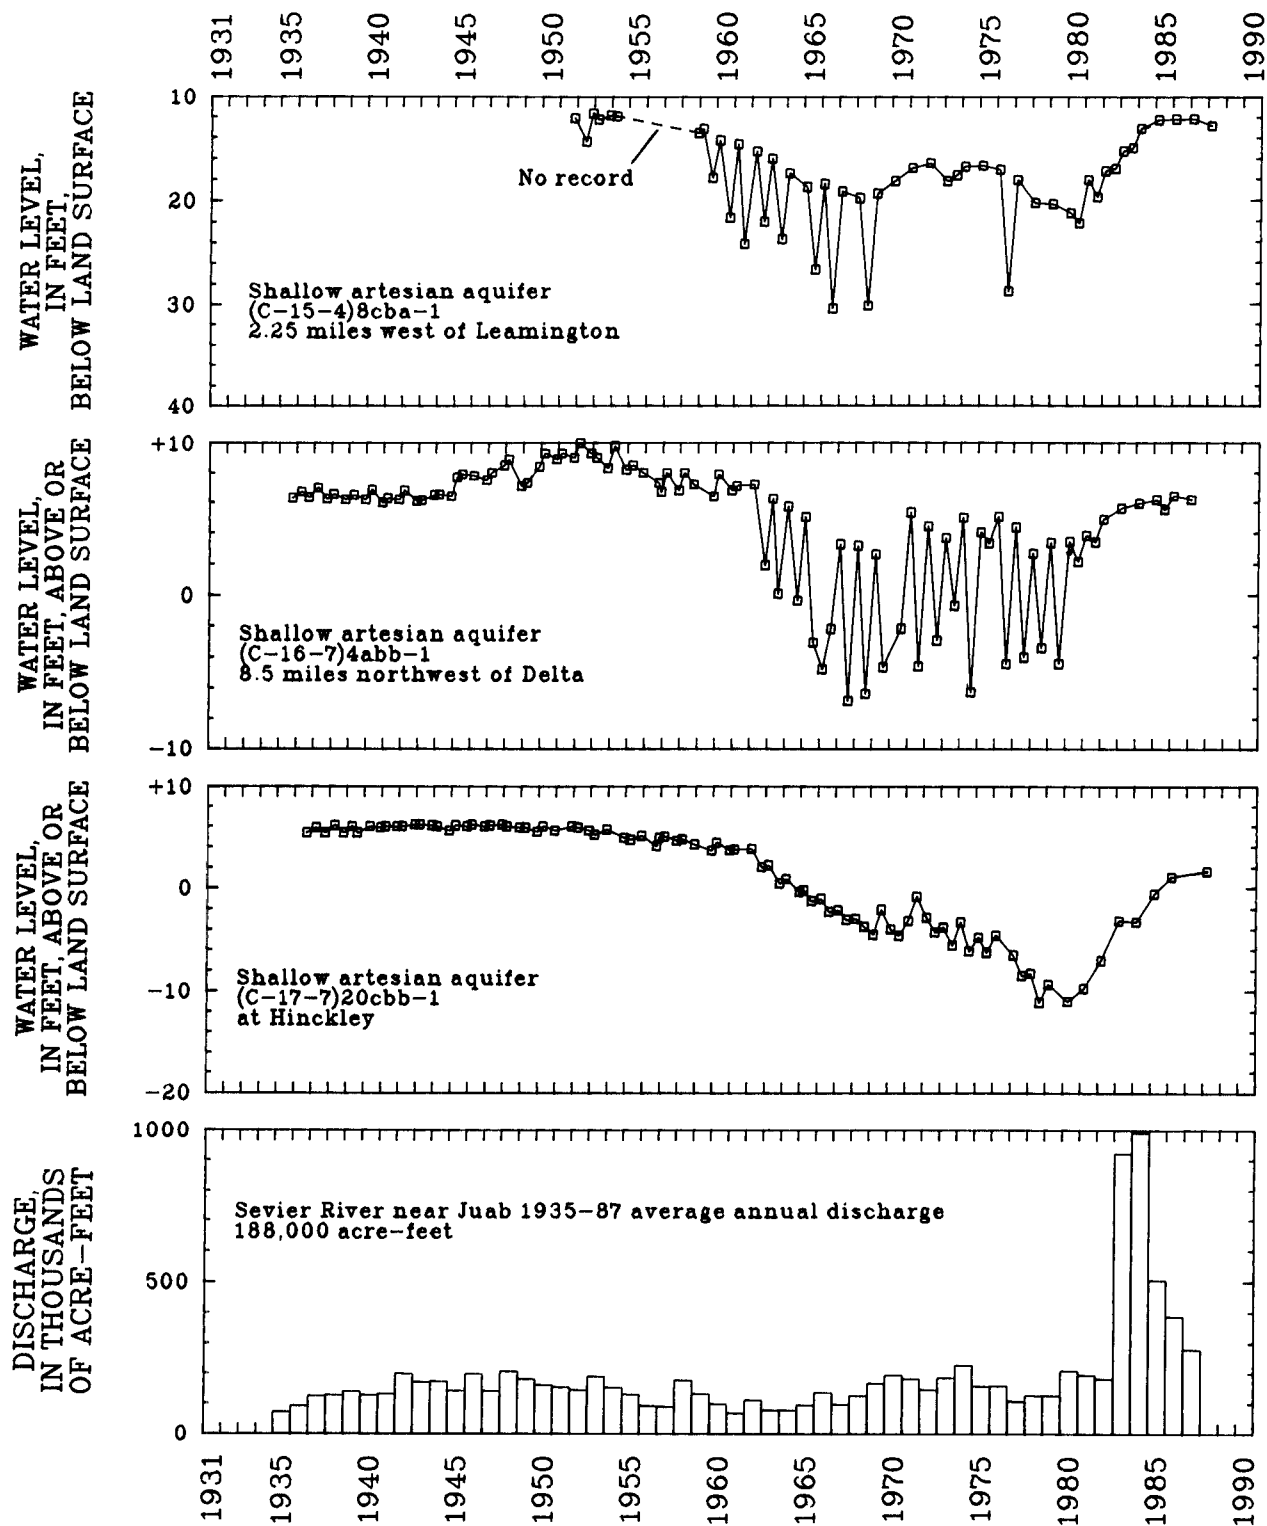 1931 1935 1940 1945 1950 1955 1960 1965 1970 1975 1980 1985 1990
WATER LEVEL,
IN FEET,
BELOW LAND SURFACE
10
20
30
40
No record
Shallow artesian aquifer
(C-15-4)8cba-1
2.25 miles west of Leamington
WATER LEVEL,
IN FEET, ABOVE OR
BELOW LAND SURFACE
+10
0
-10
Shallow artesian aquifer
(C-16-7)4abb-1
8.5 miles northwest of Delta
WATER LEVEL,
IN FEET, ABOVE OR
BELOW LAND SURFACE
+10
0
-10
-20
Shallow artesian aquifer
(C-17-7)20cbb-1
at Hinckley
DISCHARGE,
IN THOUSANDS
OF ACRE-FEET
1000
500
0
Sevier River near Juab 1935-87 average annual discharge
188,000 acre-feet
1931 1935 1940 1945 1950 1955 1960 1965 1970 1975 1980 1985 1990